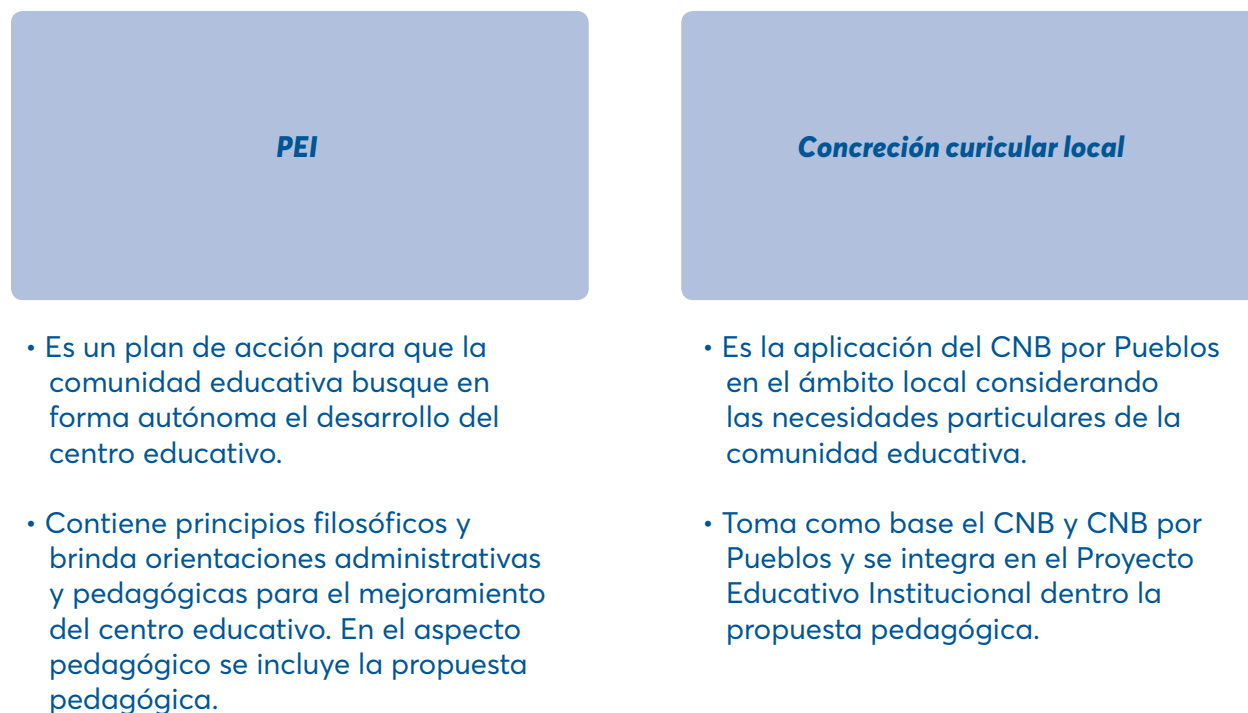 PEI
• Es un plan de acción para que la
comunidad educativa busque en
forma autónoma el desarrollo del
centro educativo.
• Contiene principios filosóficos y
brinda orientaciones administrativas
y pedagógicas para el mejoramiento
del centro educativo. En el aspecto
pedagógico se incluye la propuesta
pedagógica.
Concreción curicular local
• Es la aplicación del CNB por Pueblos
en el ámbito local considerando
las necesidades particulares de la
comunidad educativa.
• Toma como base el CNB y CNB por
Pueblos y se integra en el Proyecto
Educativo Institucional dentro la
propuesta pedagógica.